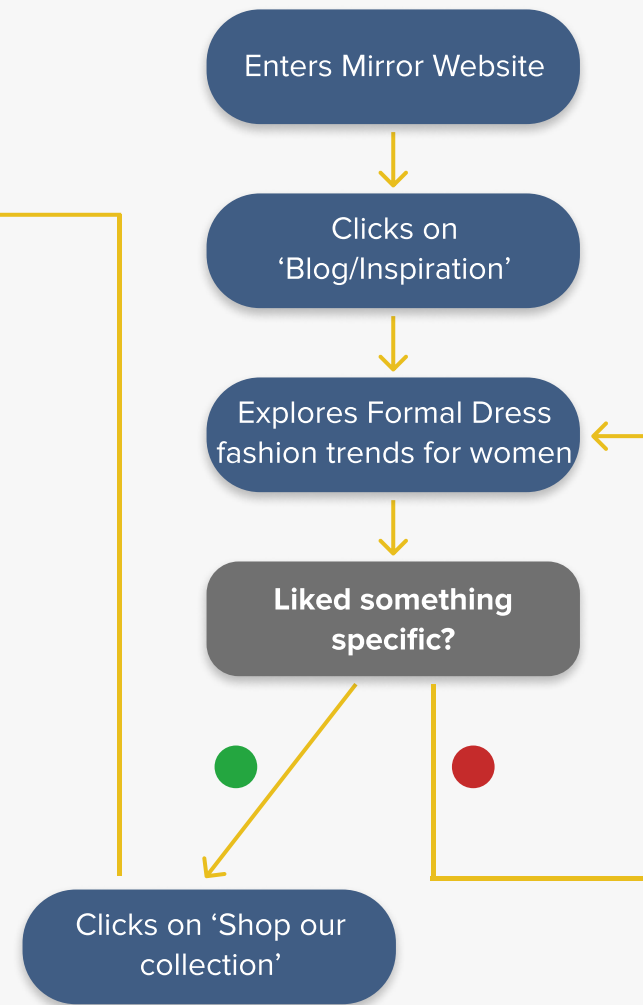 Enters Mirror Website
Clicks on
‘Blog/Inspiration’
Explores Formal Dress
fashion trends for women
Liked something
specific?
Clicks on ‘Shop our
collection’